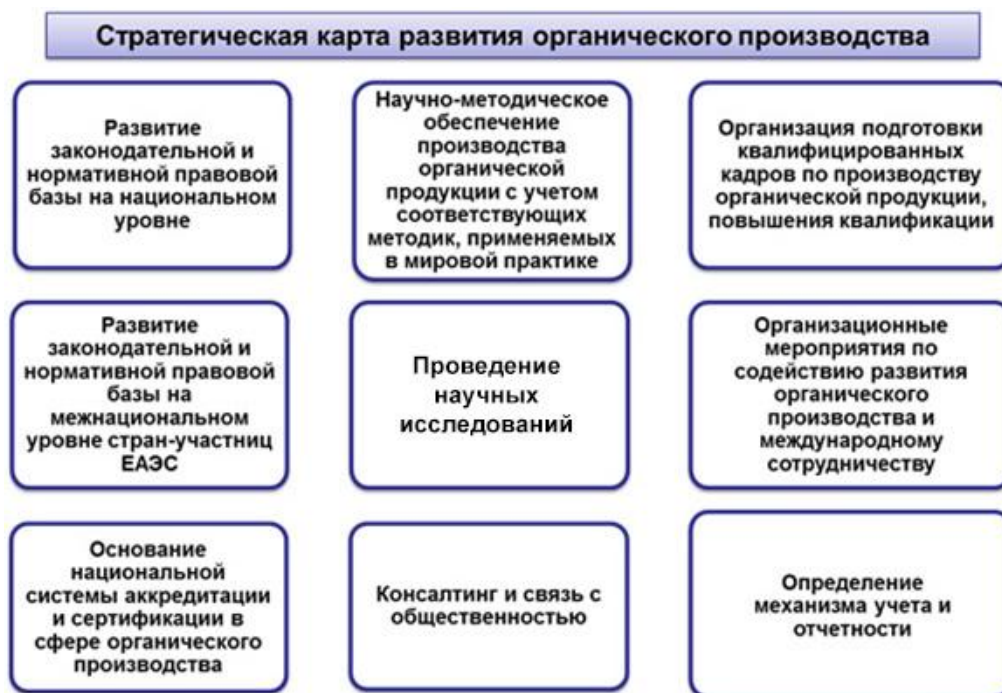 Стратегическая карта развития органического производства
Развитие
законодательной и
нормативной правовой
базы на национальном
уровне
Научно-методическое
обеспечение
производства
органической
продукции с учетом
соответствующих
методик, применяемых
в мировой практике
Организация подготовки
квалифицированных
кадров по производству
органической продукции,
повышения квалификации
Развитие
законодательной и
нормативной правовой
базы на
межнациональном
уровне стран-участниц
ЕАЭС
Проведение
научных
исследований
Организационные
мероприятия по
содействию развития
органического
производства и
международному
сотрудничеству
Основание
национальной
системы аккредитации
и сертификации в
сфере органического
производства
Консалтинг и связь с
общественностью
Определение
механизма учета и
отчетности